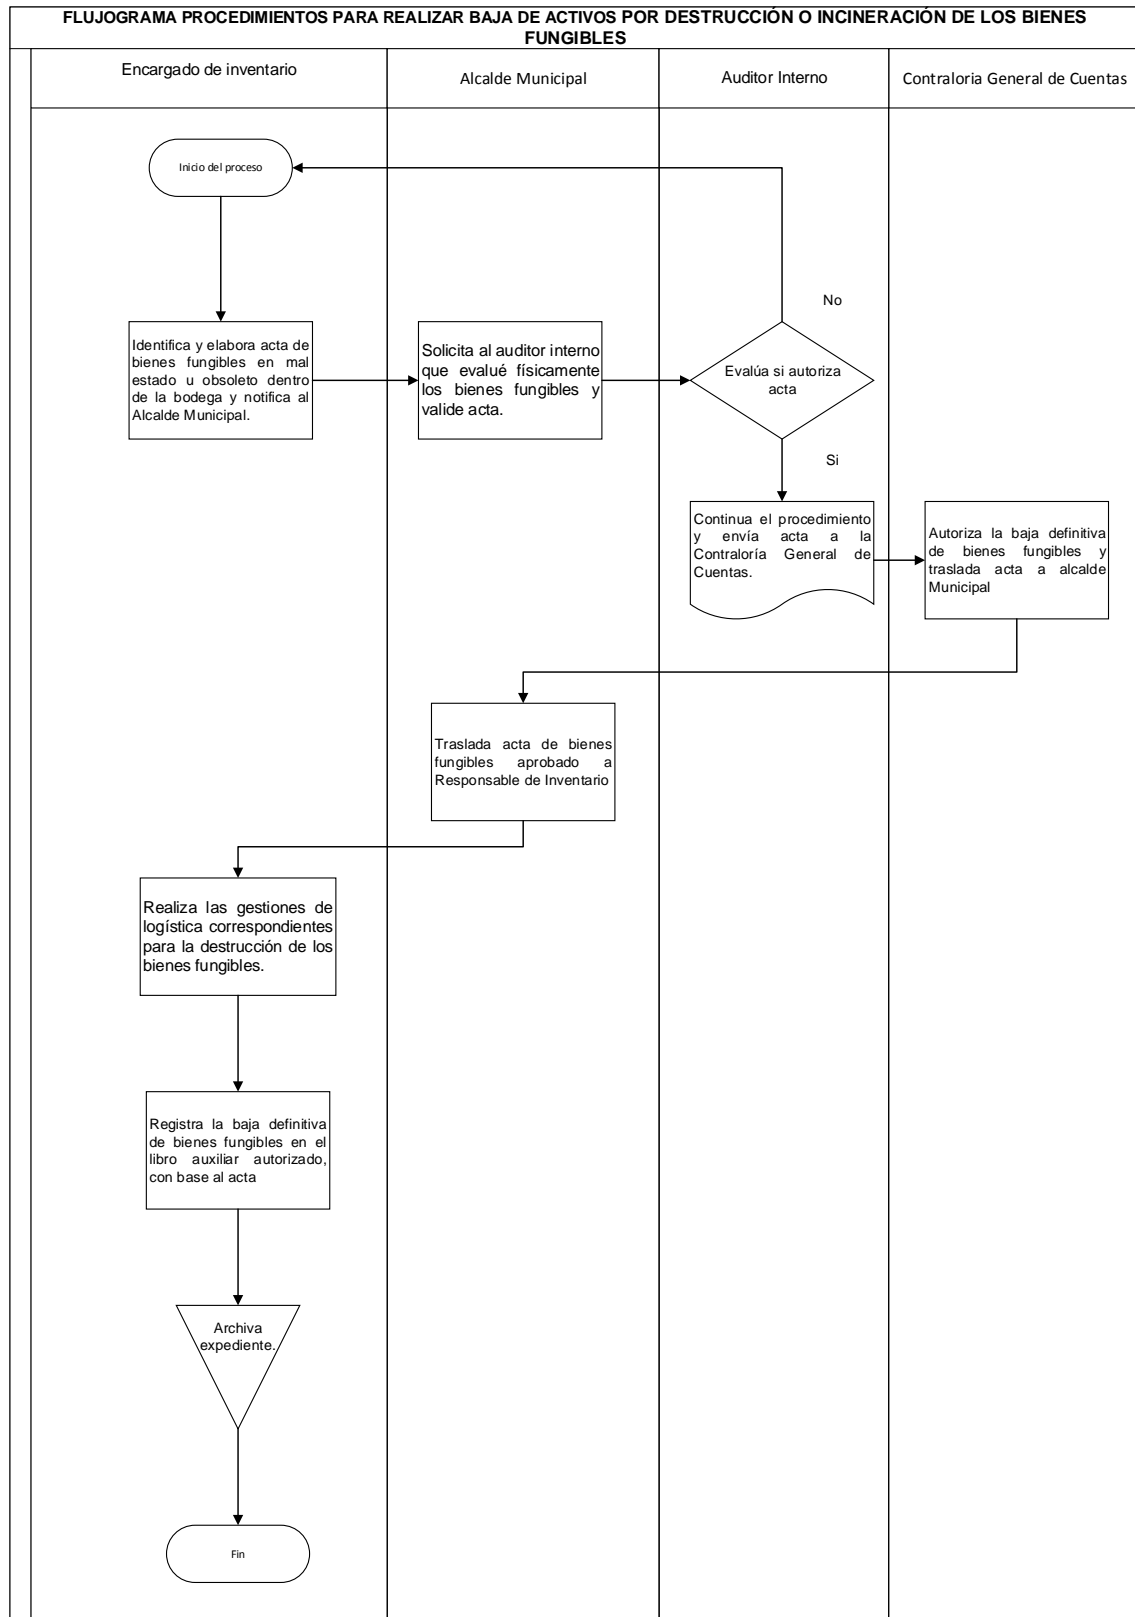 FLUJOGRAMA PROCEDIMIENTOS PARA REALIZAR BAJA DE ACTIVOS POR DESTRUCCIÓN O INCINERACIÓN DE LOS BIENES
FUNGIBLES
Encargado de inventario
Alcalde Municipal
Auditor Interno
Contraloria General de Cuentas
Inicio del proceso
No
Identifica y elabora acta de
bienes fungibles en mal
estado u obsoleto dentro
de la bodega y notifica al
Alcalde Municipal.
Solicita al auditor interno
que evalué físicamente
los bienes fungibles y
valide acta.
Evalúa si autoriza
acta
Si
Continua el procedimiento
y envía acta a la
Contraloría General de
Cuentas.
Autoriza la baja definitiva
de bienes fungibles y
traslada acta a alcalde
Municipal
Traslada acta de bienes
fungibles aprobado a
Responsable de Inventario
Realiza las gestiones de
logística correspondientes
para la destrucción de los
bienes fungibles.
Registra la baja definitiva
de bienes fungibles en el
libro auxiliar autorizado,
con base al acta
Archiva
expediente.
Fin